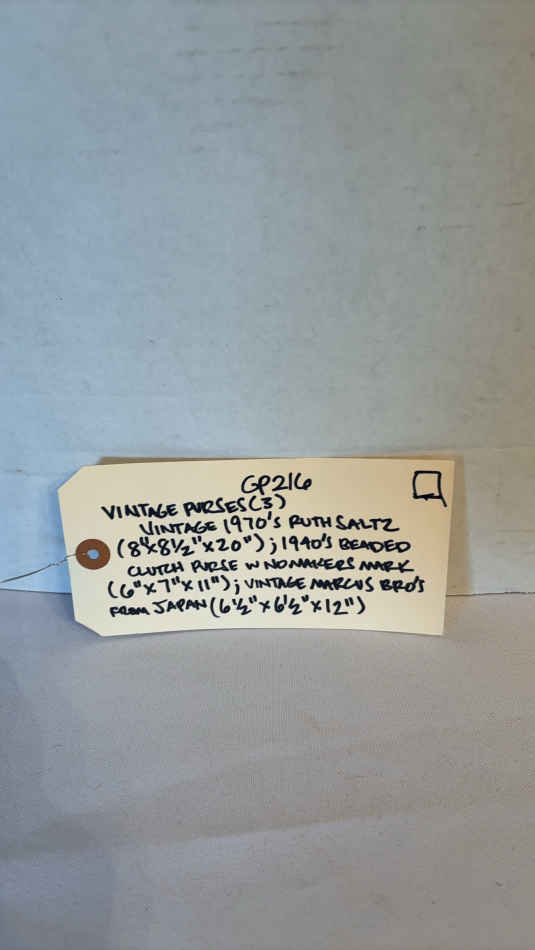 GP216
VINTAGE PURSES (3)
VINTAGE 1970'S RUTH SALTZ
(8"x8½"x20"); 1940'S BEADED
CLUTCH PURSE W NO MAKERS MARK
(6"x7"x11"); VINTAGE MARCUS BRO'S
FROM JAPAN (6½"x6½"x12")